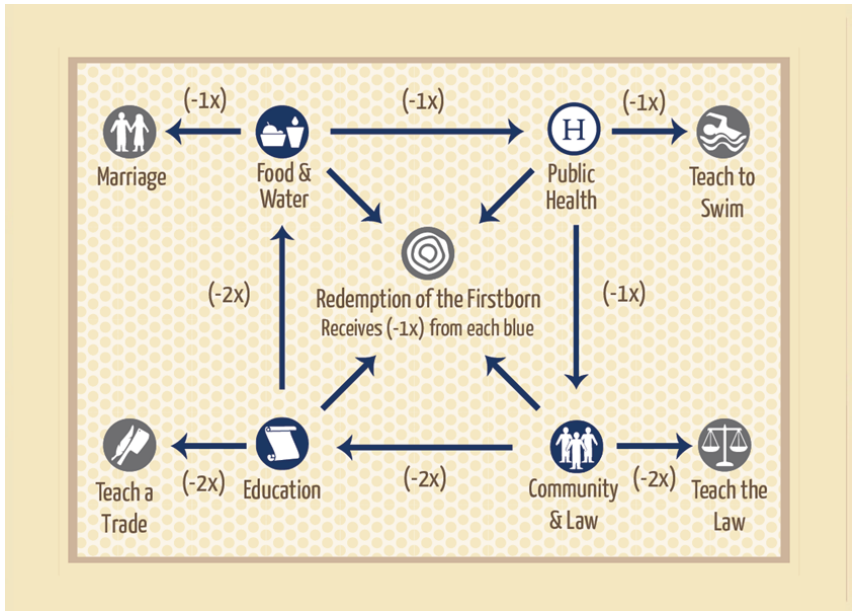 (-1x)
(-1x)
(-1x)
H
Marriage
Food &
Water
Public
Health
Teach to
Swim
(-2x)
Redemption of the Firstborn
Receives (-1x) from each blue
(-1x)
Teach a
Trade
(-2x)
Education
(-2x)
Community
& Law
(-2x)
Teach the
Law